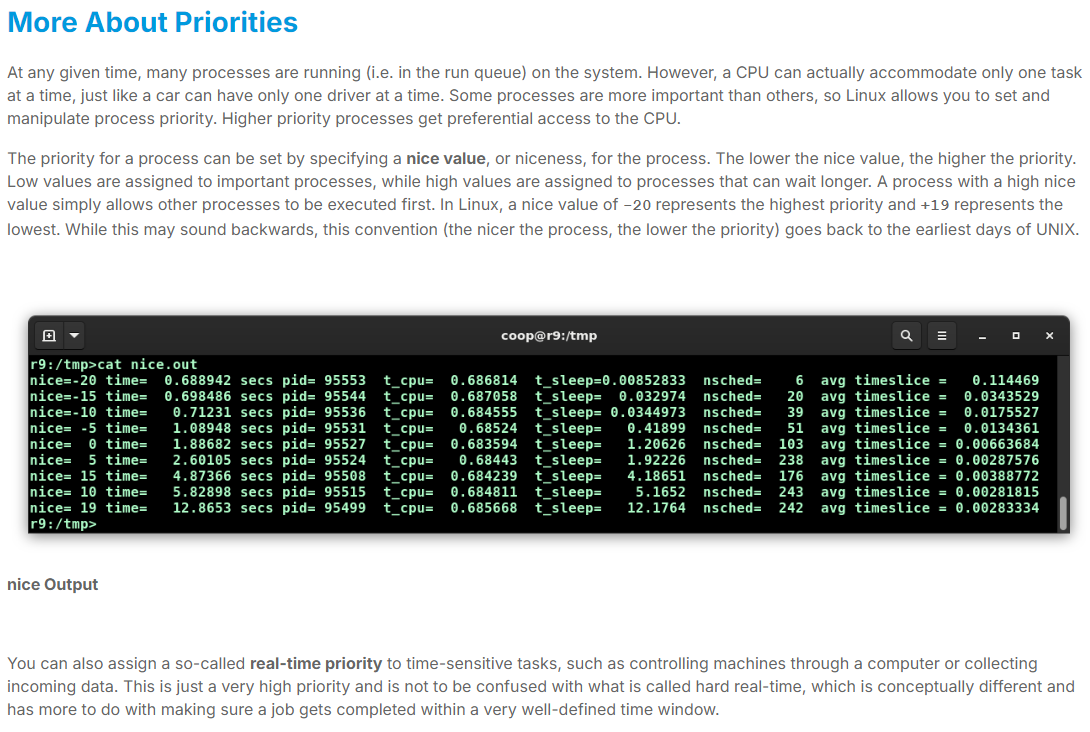 More About Priorities
At any given time, many processes are running (i.e. in the run queue) on the system. However, a CPU can actually accommodate only one task
at a time, just like a car can have only one driver at a time. Some processes are more important than others, so Linux allows you to set and
manipulate process priority. Higher priority processes get preferential access to the CPU.
The priority for a process can be set by specifying a nice value, or niceness, for the process. The lower the nice value, the higher the priority.
Low values are assigned to important processes, while high values are assigned to processes that can wait longer. A process with a high nice
value simply allows other processes to be executed first. In Linux, a nice value of -20 represents the highest priority and +19 represents the
lowest. While this may sound backwards, this convention (the nicer the process, the lower the priority) goes back to the earliest days of UNIX.
coop@r9:/tmp
r9:/tmp>cat nice.out
nice=-20 time=  0.688942 secs pid= 95553  t_cpu=  0.686814  t_sleep=0.00852833  nsched=    6  avg timeslice =   0.114469
nice=-15 time=  0.698486 secs pid= 95544  t_cpu=  0.687058  t_sleep=  0.032974  nsched=   20  avg timeslice =  0.0343529
nice=-10 time=   0.71231 secs pid= 95536  t_cpu=  0.684555  t_sleep= 0.0344973  nsched=   39  avg timeslice =  0.0175527
nice= -5 time=   1.08948 secs pid= 95531  t_cpu=   0.68524  t_sleep=   0.41899  nsched=   51  avg timeslice =  0.0134361
nice=  0 time=   1.88682 secs pid= 95527  t_cpu=  0.683594  t_sleep=   1.20626  nsched=  103  avg timeslice = 0.00663684
nice=  5 time=   2.60105 secs pid= 95524  t_cpu=   0.68443  t_sleep=   1.92226  nsched=  238  avg timeslice = 0.00287576
nice= 15 time=   4.87366 secs pid= 95508  t_cpu=  0.684239  t_sleep=   4.18651  nsched=  176  avg timeslice = 0.00388772
nice= 10 time=   5.82898 secs pid= 95515  t_cpu=  0.684811  t_sleep=    5.1652  nsched=  243  avg timeslice = 0.00281815
nice= 19 time=   12.8653 secs pid= 95499  t_cpu=  0.685668  t_sleep=   12.1764  nsched=  242  avg timeslice = 0.00283334
r9:/tmp>
nice Output
You can also assign a so-called real-time priority to time-sensitive tasks, such as controlling machines through a computer or collecting
incoming data. This is just a very high priority and is not to be confused with what is called hard real-time, which is conceptually different and
has more to do with making sure a job gets completed within a very well-defined time window.